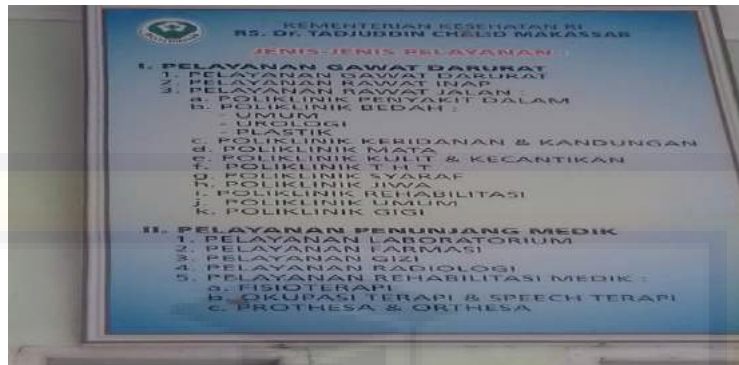 KEMENTERIAN KESEHATAN RI
RS. Dr. TADJUDDIN CHALID MAKASSAR
JENIS-JENIS PELAYANAN :
I. PELAYANAN GAWAT DARURAT
1. PELAYANAN GAWAT DARURAT
2. PELAYANAN RAWAT INAP
3. PELAYANAN RAWAT JALAN :
a. POLIKLINIK PENYAKIT DALAM
b. POLIKLINIK BEDAH :
- UMUM
- UROLOGI
- PLASTIK
c. POLIKLINIK KEBIDANAN & KANDUNGAN
d. POLIKLINIK MATA
e. POLIKLINIK KULIT & KECANTIKAN
f. POLIKLINIK T H T
g. POLIKLINIK SYARAF
h. POLIKLINIK JIWA
i. POLIKLINIK REHABILITASI
j. POLIKLINIK UMUM
k. POLIKLINIK GIGI
II. PELAYANAN PENUNJANG MEDIK
1. PELAYANAN LABORATORIUM
2. PELAYANAN FARMASI
3. PELAYANAN GIZI
4. PELAYANAN RADIOLOGI
5. PELAYANAN REHABILITASI MEDIK :
a. FISIOTERAPI
b. OKUPASI TERAPI & SPEECH TERAPI
c. PROTHESA & ORTHESA